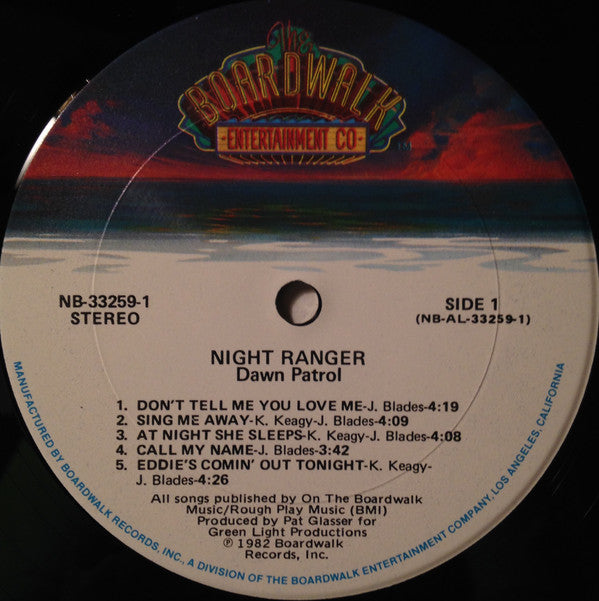 The
BOARDWALK
ENTERTAINMENT CO
NB-33259-1
STEREO
SIDE 1
(NB-AL-33259-1)
NIGHT RANGER
Dawn Patrol
1. DON'T TELL ME YOU LOVE ME-J. Blades-4:19
2. SING ME AWAY-K. Keagy-J. Blades-4:09
3. AT NIGHT SHE SLEEPS-K. Keagy-J. Blades-4:08
4. CALL MY NAME-J. Blades-3:42
5. EDDIE'S COMIN' OUT TONIGHT-K. Keagy-
J. Blades-4:26
All songs published by On The Boardwalk
Music/Rough Play Music (BMI)
Produced by Pat Glasser for
Green Light Productions
℗ 1982 Boardwalk
Records, Inc.
MANUFACTURED BY BOARDWALK RECORDS, INC., A DIVISION OF THE BOARDWALK ENTERTAINMENT COMPANY, LOS ANGELES, CALIFORNIA